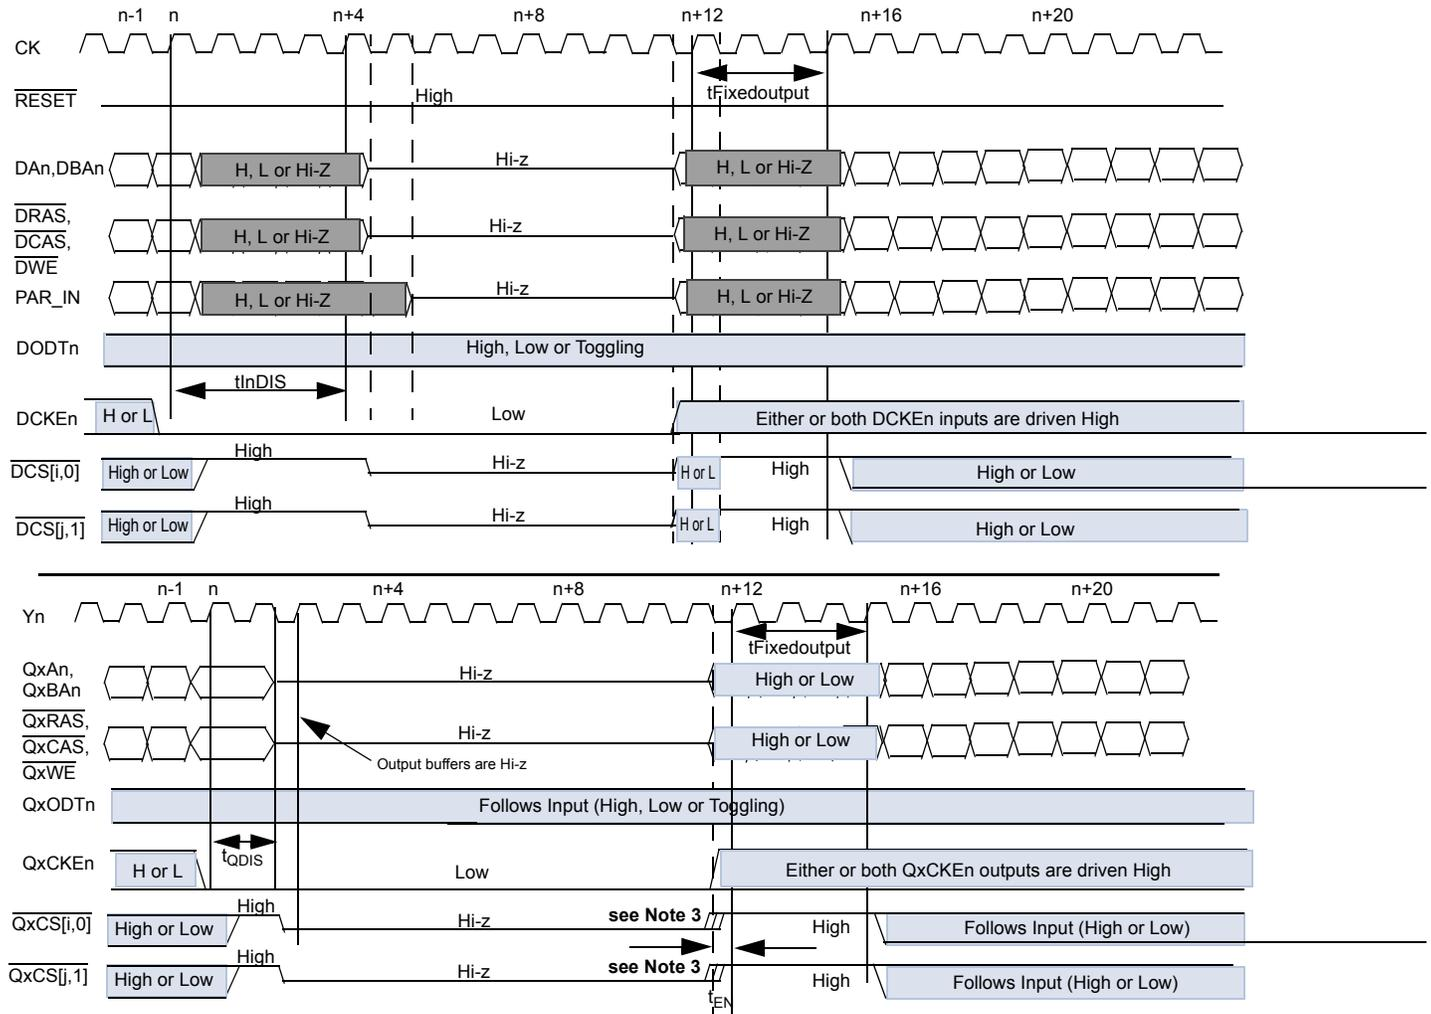 n-1 n n+4 n+8 n+12 n+16 n+20
CK
tFixedoutput
RESET High
DAn,DBAn H, L or Hi-Z Hi-z H, L or Hi-Z
DRAS,
DCAS, H, L or Hi-Z Hi-z H, L or Hi-Z
DWE
PAR_IN H, L or Hi-Z Hi-z H, L or Hi-Z
DODTn High, Low or Toggling
tInDIS
DCKEn H or L Low Either or both DCKEn inputs are driven High
High
DCS[i,0] High or Low Hi-z H or L High High or Low
High
DCS[j,1] High or Low Hi-z H or L High High or Low
n-1 n n+4 n+8 n+12 n+16 n+20
Yn
tFixedoutput
QxAn,
QxBAn Hi-z High or Low
QxRAS,
QxCAS, Hi-z High or Low
QxWE
Output buffers are Hi-z
QxODTn Follows Input (High, Low or Toggling)
tQDIS
QxCKEn H or L Low Either or both QxCKEn outputs are driven High
High
QxCS[i,0] High or Low Hi-z see Note 3 High Follows Input (High or Low)
High
QxCS[j,1] High or Low Hi-z see Note 3 High Follows Input (High or Low)
tEN